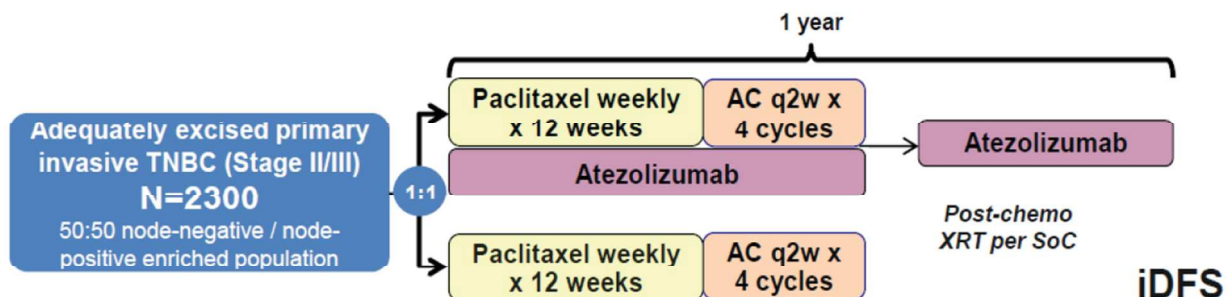 1 year
Adequately excised primary
invasive TNBC (Stage II/III)
N=2300
50:50 node-negative / node-
positive enriched population
1:1
Paclitaxel weekly
x 12 weeks
AC q2w x
4 cycles
Atezolizumab
Atezolizumab
Post-chemo
XRT per SoC
Paclitaxel weekly
x 12 weeks
AC q2w x
4 cycles
iDFS